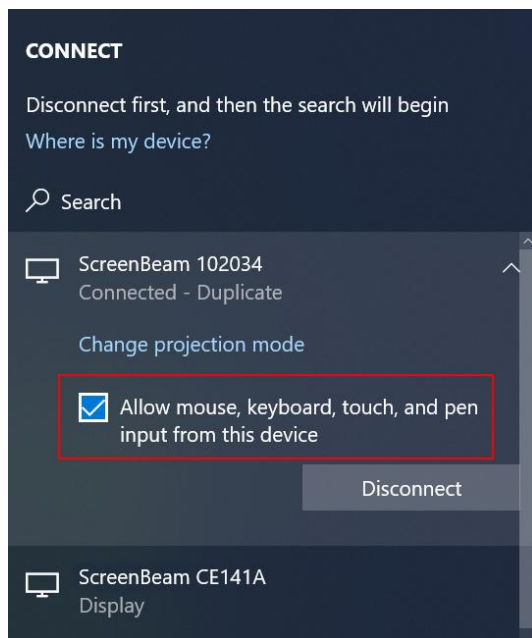 CONNECT
Disconnect first, and then the search will begin
Where is my device?
Search
ScreenBeam 102034
Connected - Duplicate
Change projection mode
Allow mouse, keyboard, touch, and pen
input from this device
Disconnect
ScreenBeam CE141A
Display